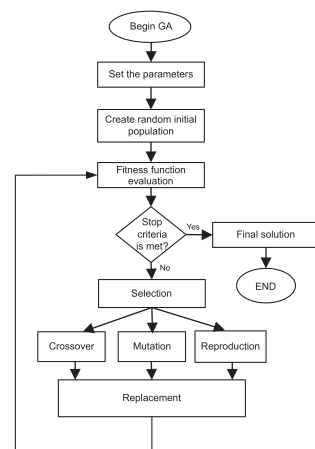 Begin GA
Set the parameters
Create random initial
population
Fitness function
evaluation
Stop
criteria
is met?
Yes
Final solution
END
No
Selection
Crossover
Mutation
Reproduction
Replacement